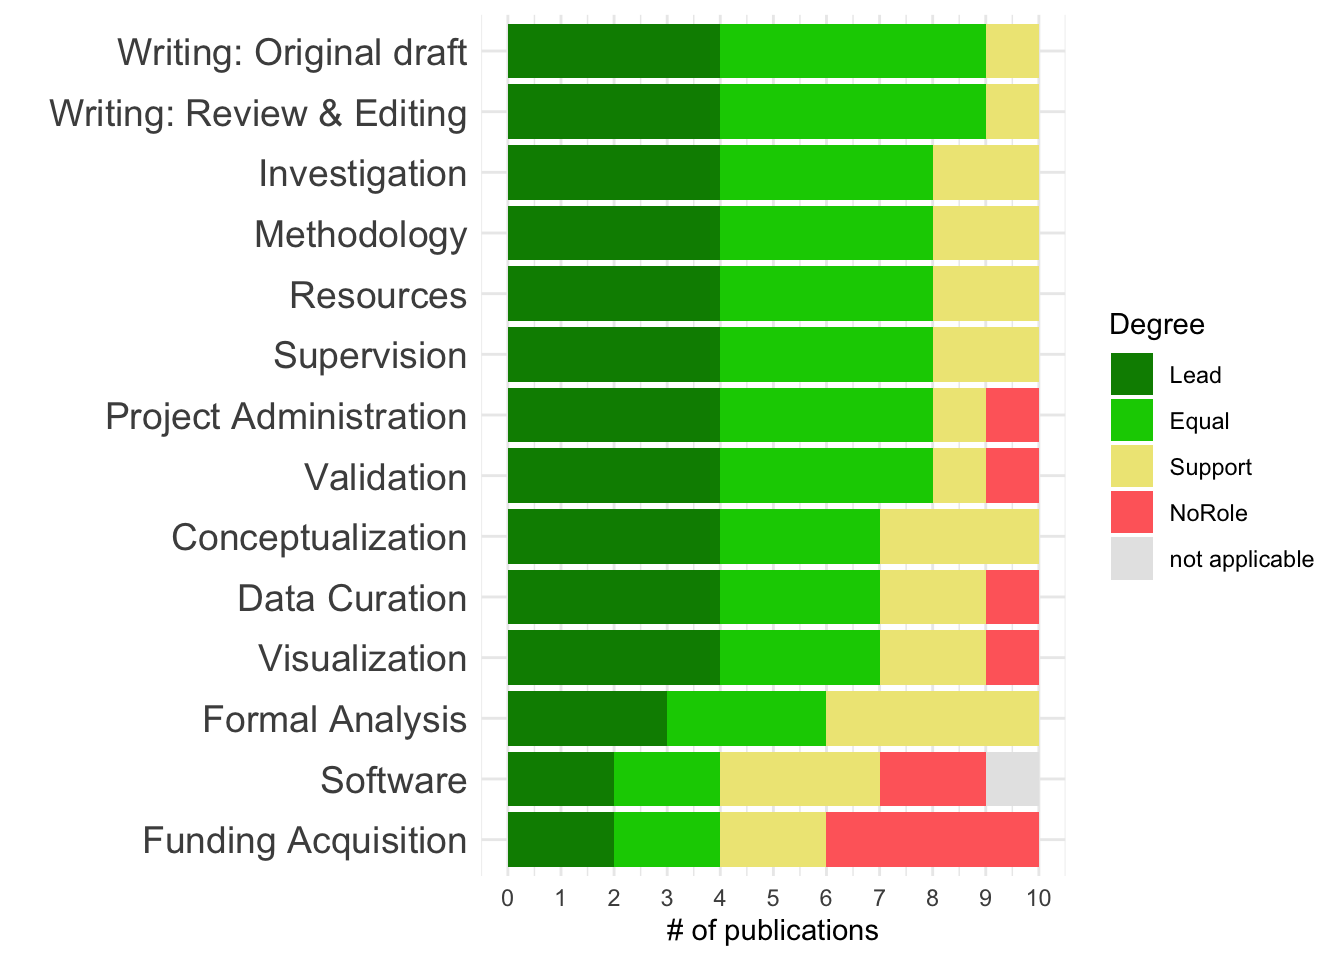 Writing: Original draft
Writing: Review & Editing
Investigation
Methodology
Resources
Supervision
Project Administration
Validation
Conceptualization
Data Curation
Visualization
Formal Analysis
Software
Funding Acquisition
0 1 2 3 4 5 6 7 8 9 10
# of publications
Degree
Lead
Equal
Support
NoRole
not applicable